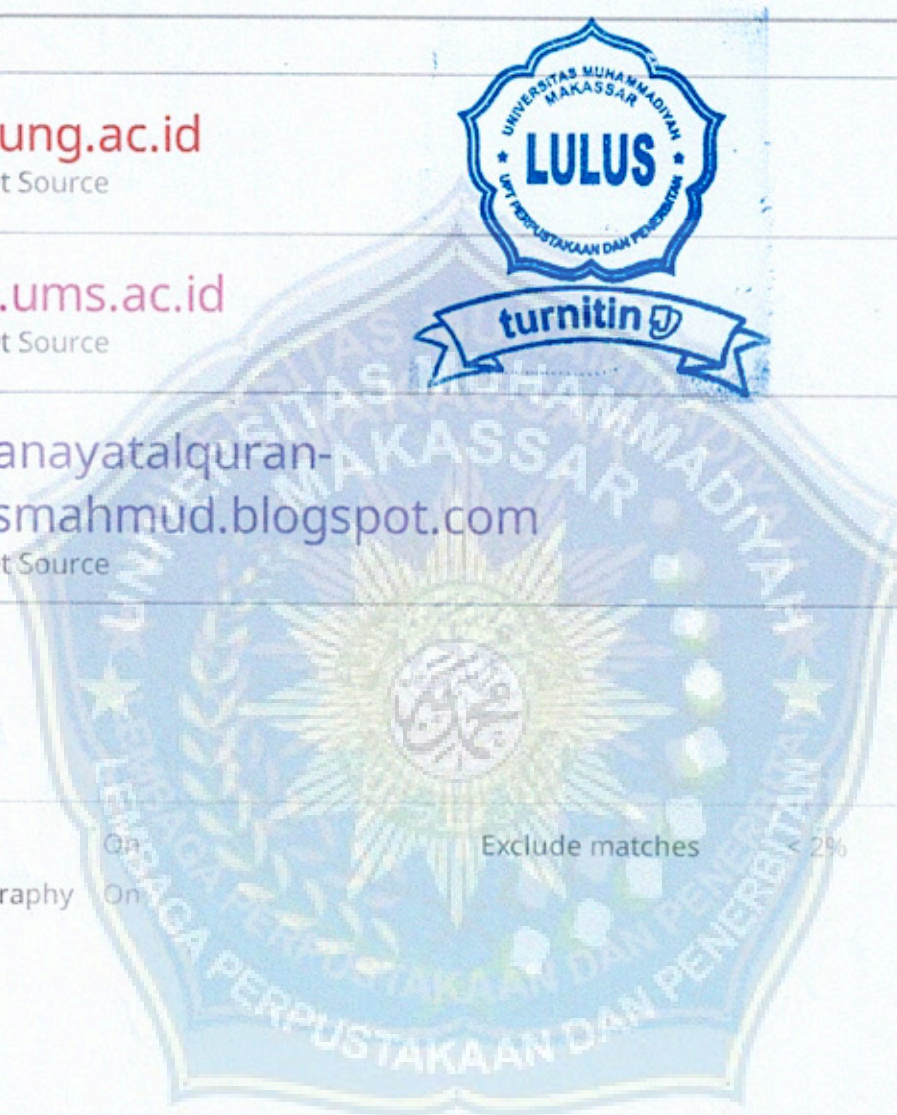 ung.ac.id
t Source
UNIVERSITAS MUHAMMADIYAH
MAKASSAR
LULUS
UPT PERPUSTAKAAN DAN PENERBITAN
turnitin
.ums.ac.id
t Source
anayatalquran-
smahmud.blogspot.com
t Source
UNIVERSITAS MUHAMMADIYAH
MAKASSAR
LEMBAGA PERPUSTAKAAN DAN PENERBITAN
On
Exclude matches
< 2%
raphy
On